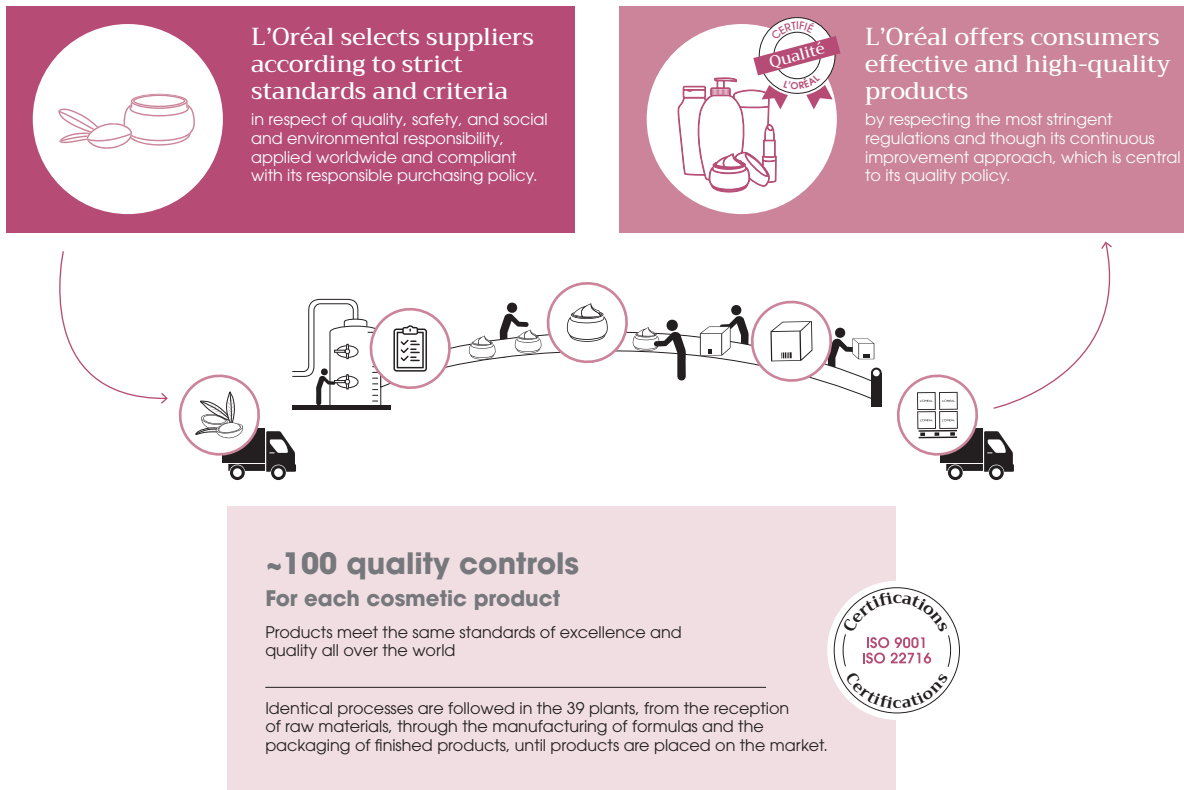 L'Oréal selects suppliers
according to strict
standards and criteria
in respect of quality, safety, and social
and environmental responsibility,
applied worldwide and compliant
with its responsible purchasing policy.
CERTIFIÉ
Qualité
L'ORÉAL
L'Oréal offers consumers
effective and high-quality
products
by respecting the most stringent
regulations and though its continuous
improvement approach, which is central
to its quality policy.
L'ORÉAL
L'ORÉAL
L'ORÉAL
L'ORÉAL
~100 quality controls
For each cosmetic product
Products meet the same standards of excellence and
quality all over the world
Identical processes are followed in the 39 plants, from the reception
of raw materials, through the manufacturing of formulas and the
packaging of finished products, until products are placed on the market.
Certifications
ISO 9001
ISO 22716
Certifications